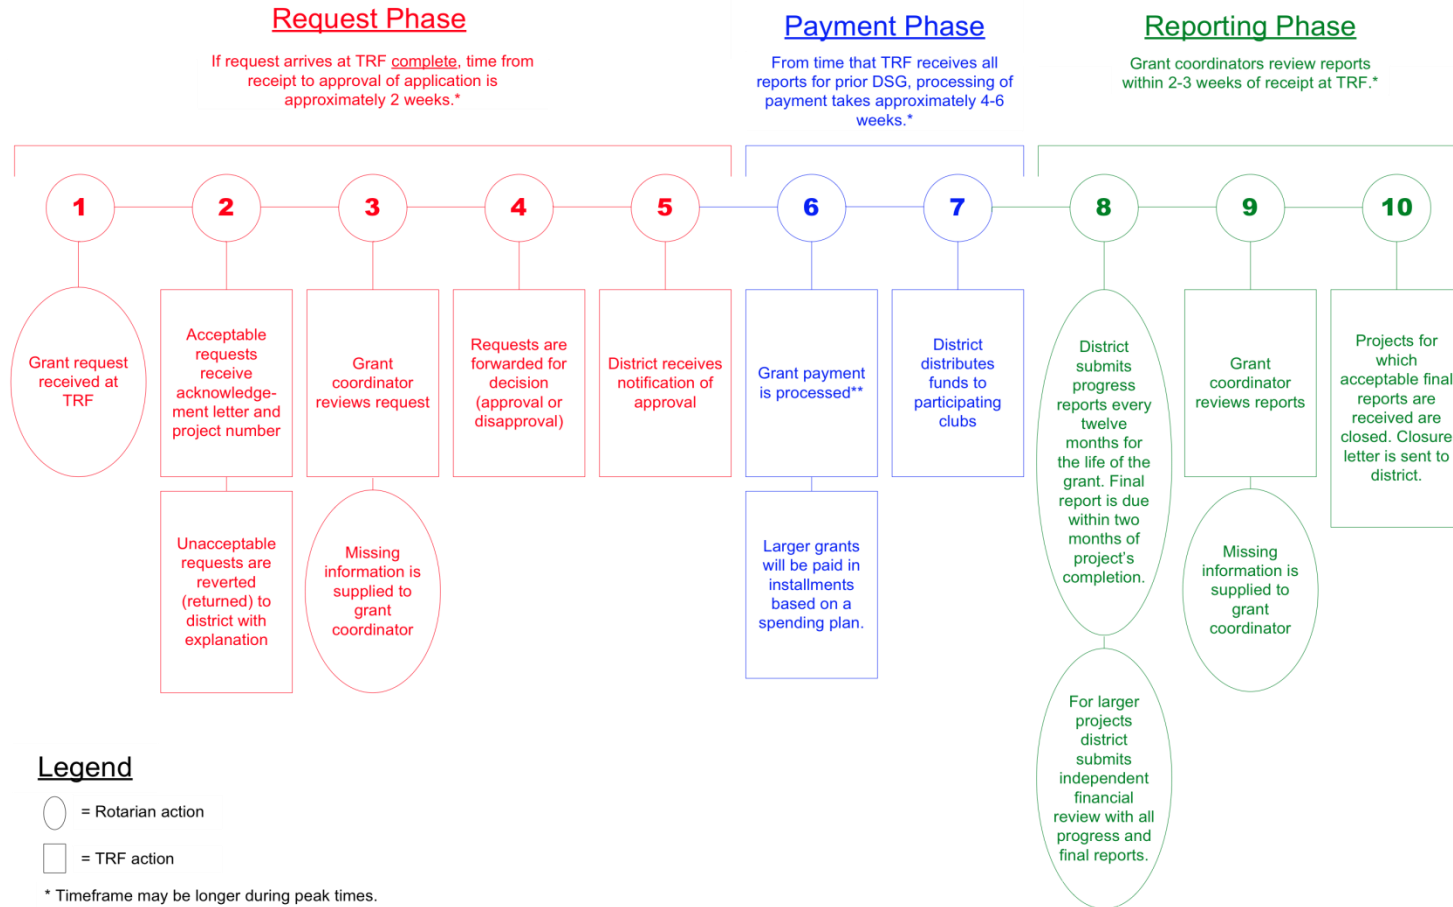 Request Phase
If request arrives at TRF complete, time from
receipt to approval of application is
approximately 2 weeks.*
Payment Phase
From time that TRF receives all
reports for prior DSG, processing of
payment takes approximately 4-6
weeks.*
Reporting Phase
Grant coordinators review reports
within 2-3 weeks of receipt at TRF.*
1
2
3
4
5
6
7
8
9
10
Grant request
received at
TRF
Acceptable
requests
receive
acknowledge-
ment letter and
project number
Unacceptable
requests are
reverted
(returned) to
district with
explanation
Grant
coordinator
reviews request
Missing
information is
supplied to
grant
coordinator
Requests are
forwarded for
decision
(approval or
disapproval)
District receives
notification of
approval
Grant payment
is processed**
Larger grants
will be paid in
installments
based on a
spending plan.
District
distributes
funds to
participating
clubs
District
submits
progress
reports every
twelve
months for
the life of the
grant. Final
report is due
within two
months of
project's
completion.
For larger
projects
district
submits
independent
financial
review with all
progress and
final reports.
Grant
coordinator
reviews reports
Missing
information is
supplied to
grant
coordinator
Projects for
which
acceptable final
reports are
received are
closed. Closure
letter is sent to
district.
Legend
= Rotarian action
= TRF action
* Timeframe may be longer during peak times.